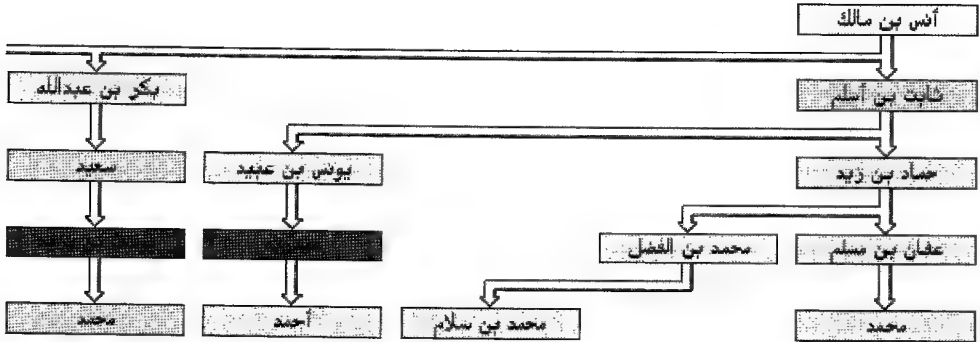 أنس بن مالك
ثابت بن أسلم
بكر بن عبدالله
حماد بن زيد
يونس بن عبيد
سعيد
عفان بن مسلم
محمد بن الفضل
محمد
محمد بن سلام
أحمد
محمد